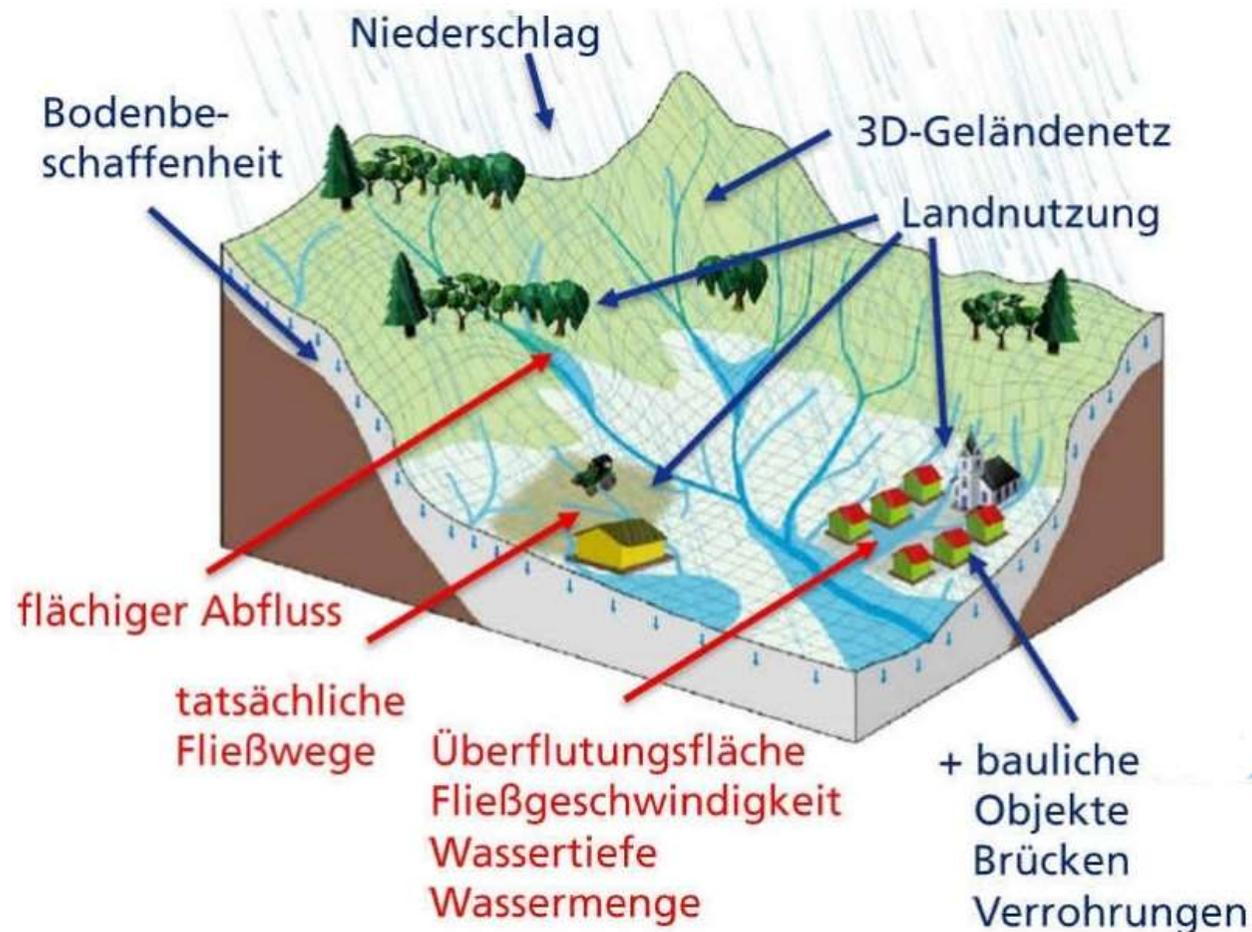 Niederschlag
Bodenbe-
schaffenheit
3D-Geländenetz
Landnutzung
flächiger Abfluss
tatsächliche
Fließwege
Überflutungsfläche
Fließgeschwindigkeit
Wassertiefe
Wassermenge
+ bauliche
Objekte
Brücken
Verrohrungen